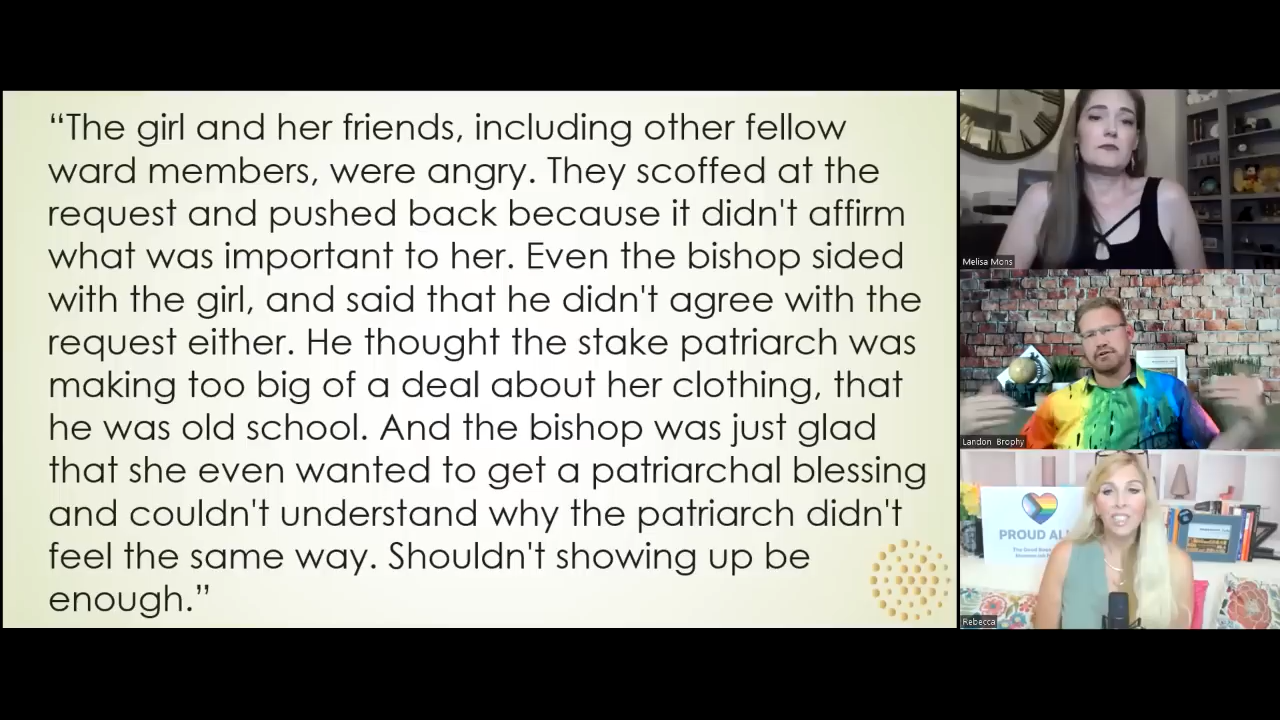 “The girl and her friends, including other fellow
ward members, were angry. They scoffed at the
request and pushed back because it didn't affirm
what was important to her. Even the bishop sided
with the girl, and said that he didn't agree with the
request either. He thought the stake patriarch was
making too big of a deal about her clothing, that
he was old school. And the bishop was just glad
that she even wanted to get a patriarchal blessing
and couldn't understand why the patriarch didn't
feel the same way. Shouldn't showing up be
enough.”
Melisa Mons
Landon Brophy
PROUD AL
The Good
Rebecca